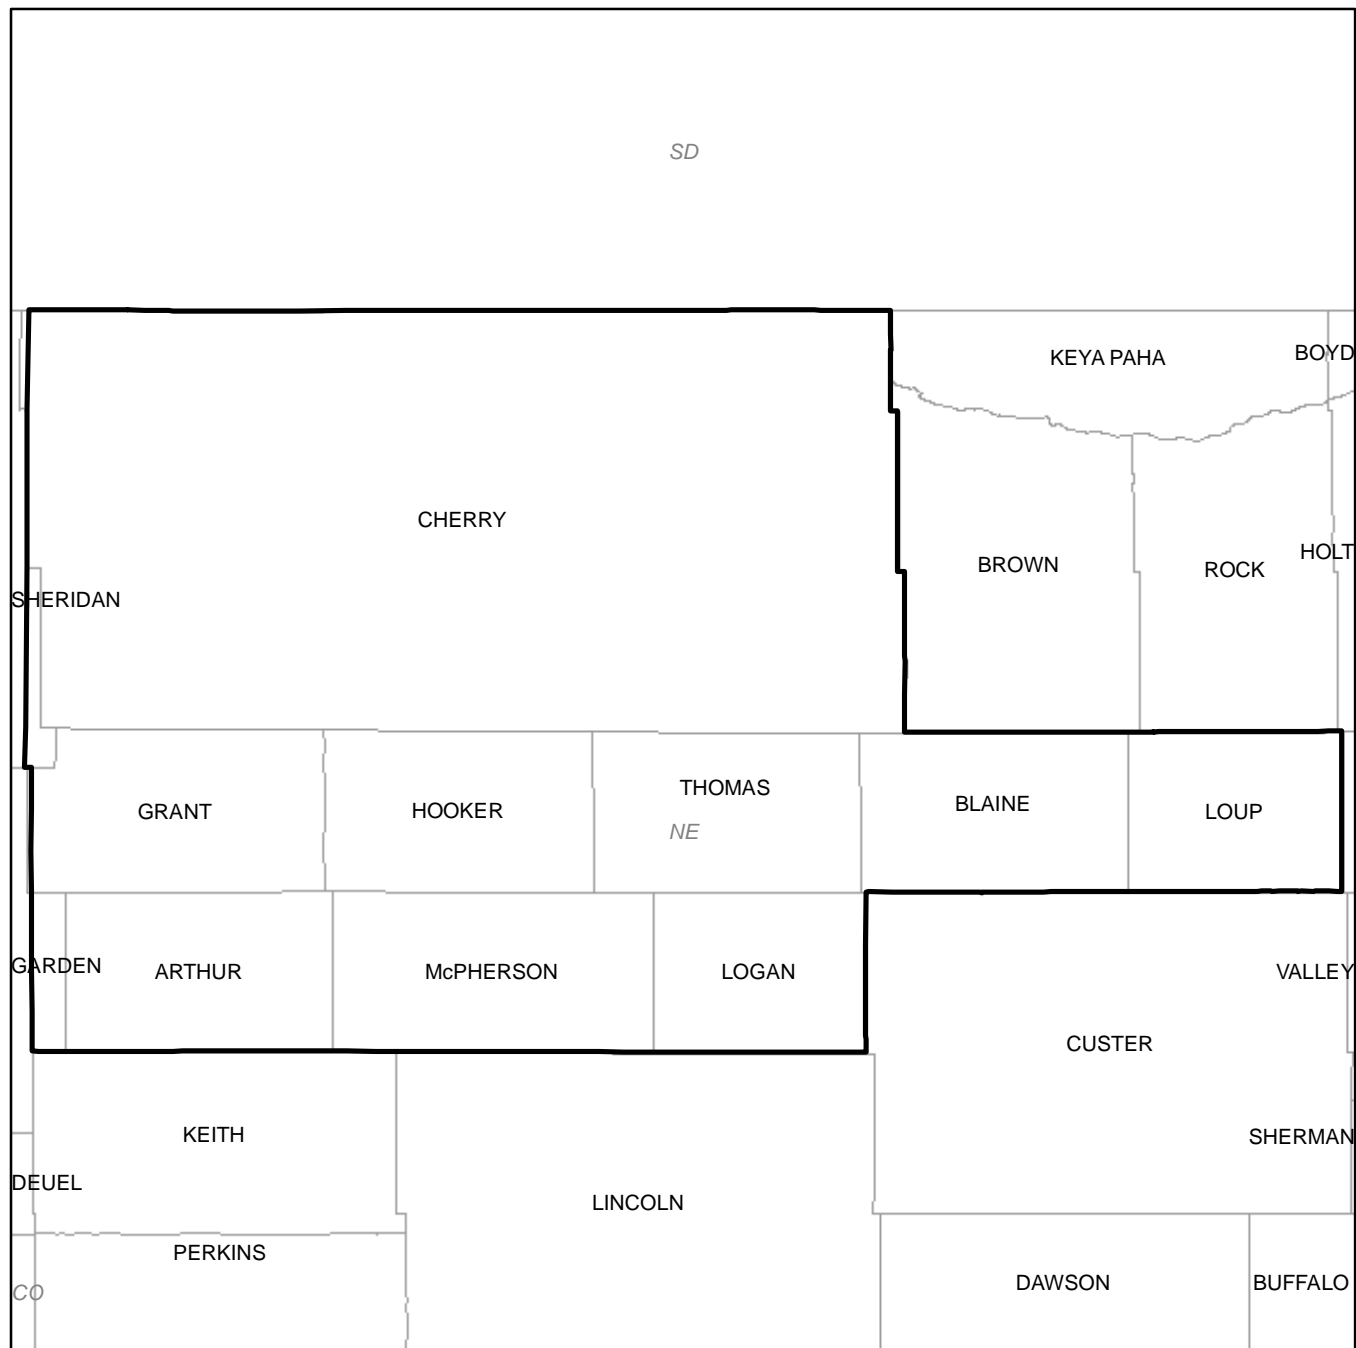 SD
KEYA PAHA
BOYD
CHERRY
BROWN
ROCK
HOLT
SHERIDAN
GRANT
HOOKER
THOMAS
NE
BLAINE
LOUP
GARDEN
ARTHUR
McPHERSON
LOGAN
VALLEY
CUSTER
KEITH
SHERMAN
DEUEL
LINCOLN
PERKINS
CO
DAWSON
BUFFALO